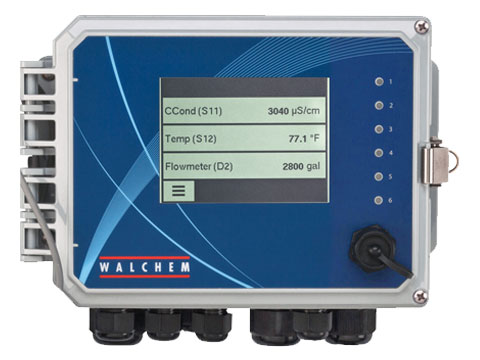 CCond (S11) 3040 µS/cm
Temp (S12) 77.1 °F
Flowmeter (D2) 2800 gal
1
2
3
4
5
6
WALCHEM